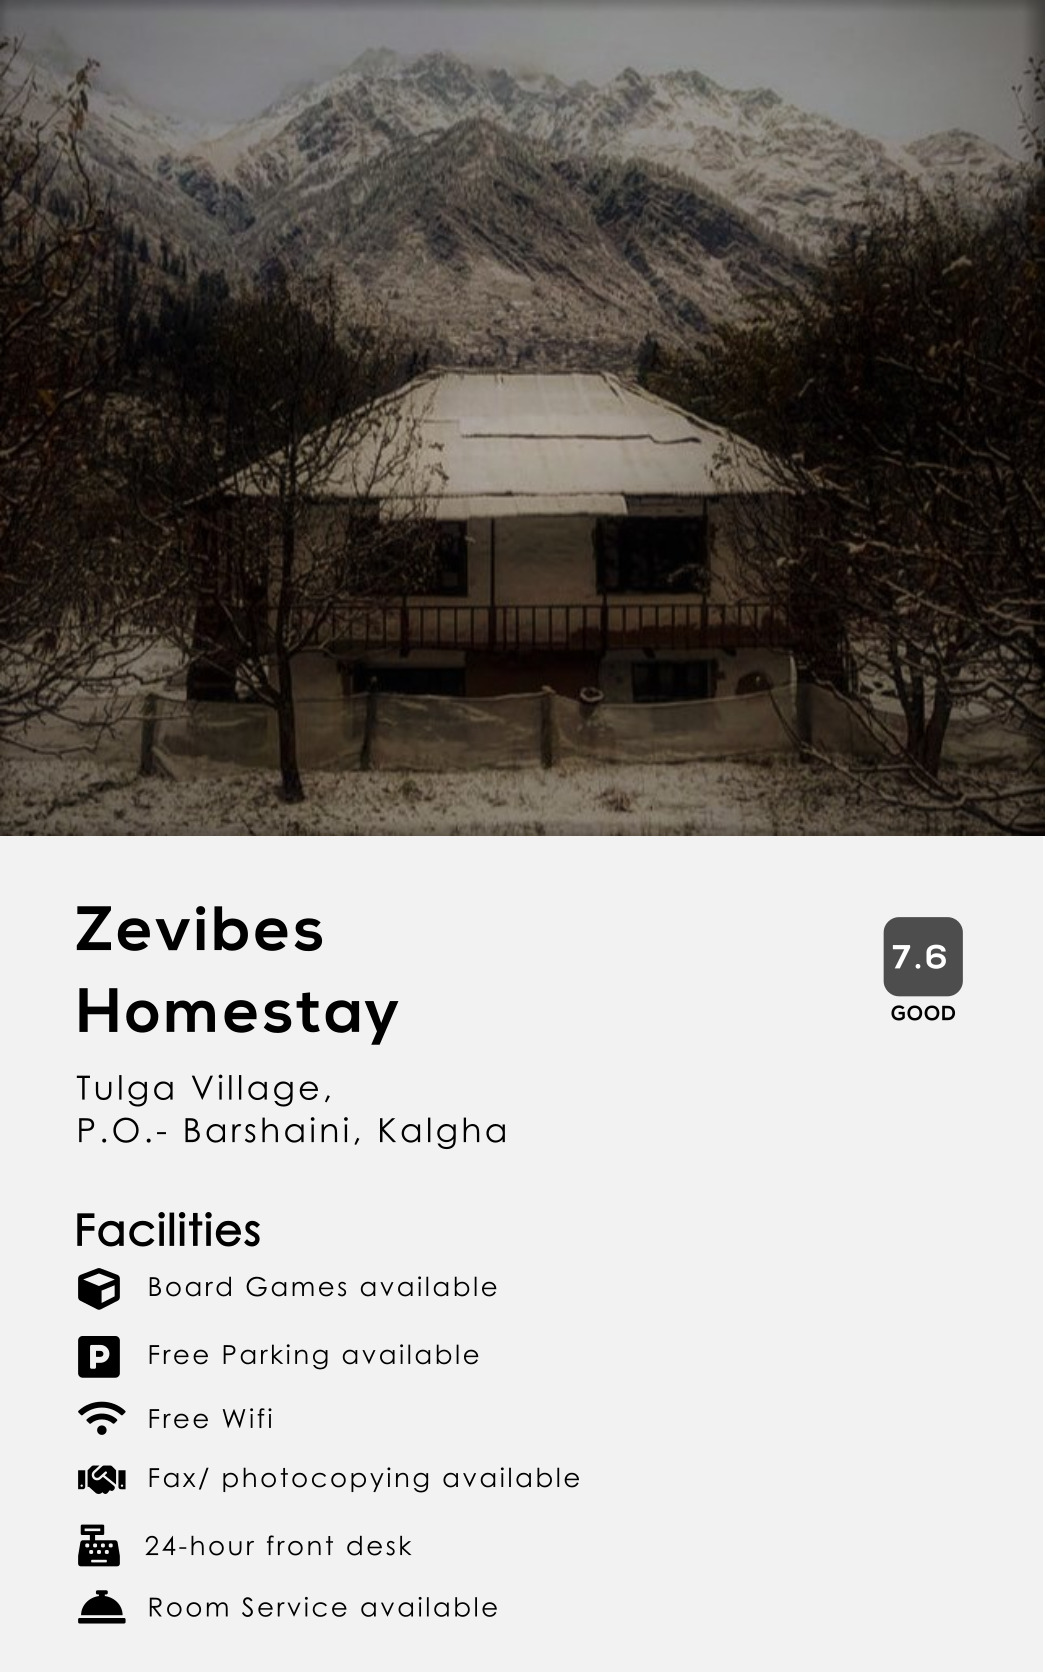 Zevibes
Homestay
7.6
GOOD
Tulga Village,
P.O.- Barshaini, Kalgha
Facilities
Board Games available
P
Free Parking available
Free Wifi
Fax/ photocopying available
24-hour front desk
Room Service available